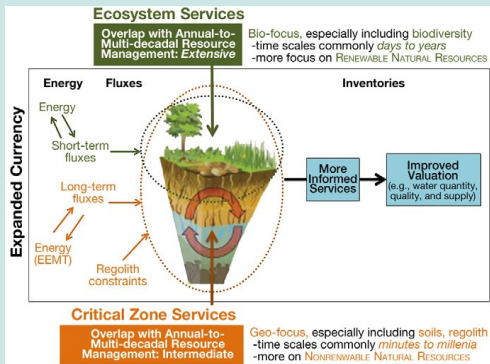 Ecosystem Services
Overlap with Annual-to-
Multi-decadal Resource
Management: Extensive
Bio-focus, especially including biodiversity
-time scales commonly days to years
-more focus on RENEWABLE NATURAL RESOURCES
Expanded Currency
Energy
Fluxes
Inventories
Energy
Short-term
fluxes
Long-term
fluxes
Energy
(EEMT)
Regolith
constraints
More
Informed
Services
Improved
Valuation
(e.g., water quantity,
quality, and supply)
Critical Zone Services
Overlap with Annual-to-
Multi-decadal Resource
Management: Intermediate
Geo-focus, especially including soils, regolith
-time scales commonly minutes to millenia
-more on NONRENWABLE NATURAL RESOURCES